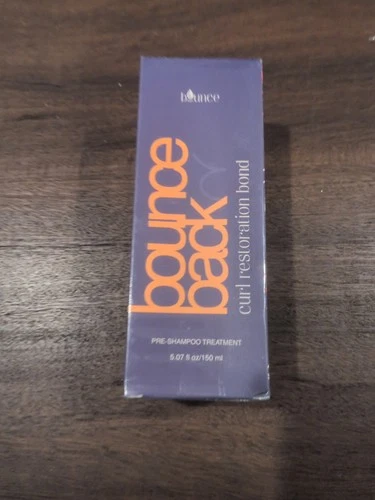 bounce
bounce
back
curl restoration bond
PRE-SHAMPOO TREATMENT
5.07 fl oz/150 ml